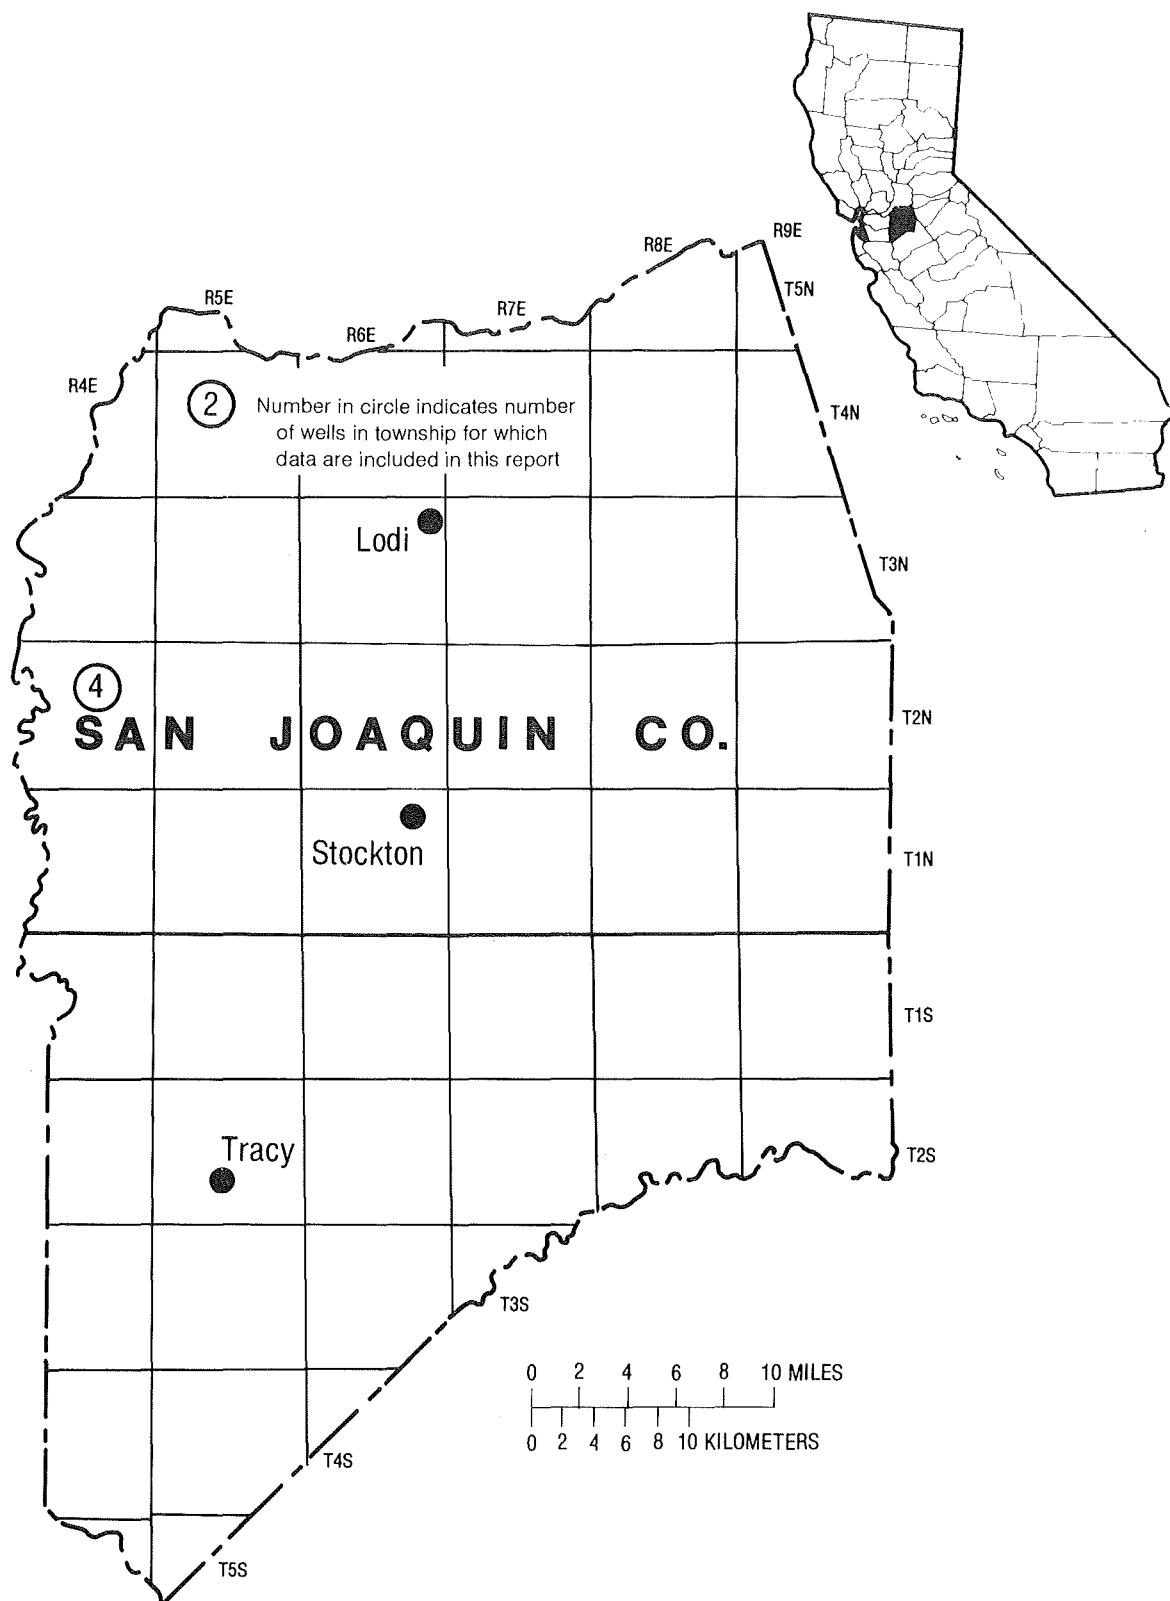 R9E
R8E
T5N
R5E
R7E
R6E
R4E
2
Number in circle indicates number
of wells in township for which
data are included in this report
T4N
Lodi
T3N
4
SAN JOAQUIN CO.
T2N
Stockton
T1N
T1S
Tracy
T2S
T3S
0 2 4 6 8 10 MILES
0 2 4 6 8 10 KILOMETERS
T4S
T5S